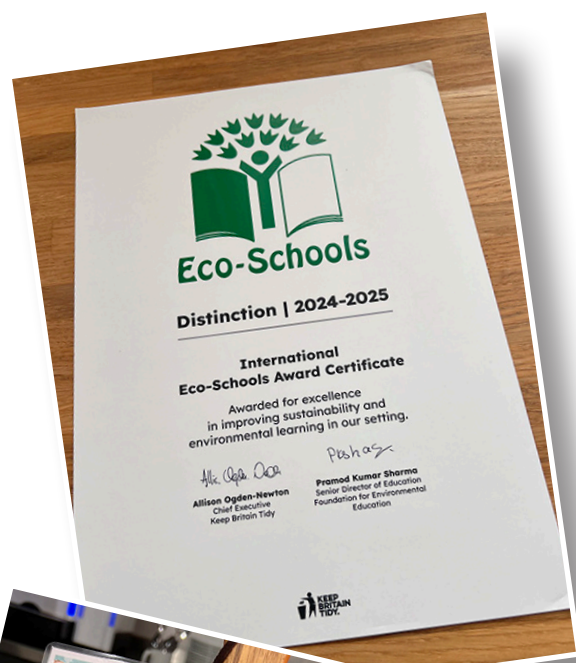 Eco-Schools
Distinction | 2024-2025
International
Eco-Schools Award Certificate
Awarded for excellence
in improving sustainability and
environmental learning in our setting.
Allison Ogden-Newton
Chief Executive
Keep Britain Tidy
Pramod Kumar Sharma
Senior Director of Education
Foundation for Environmental
Education
KEEP
BRITAIN
TIDY.